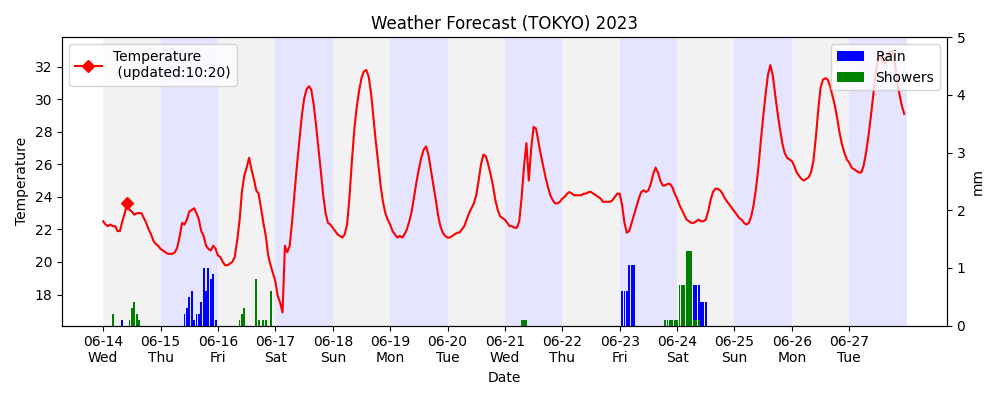 Weather Forecast (TOKYO) 2023
Temperature
(updated:10:20)
Rain
Showers
Temperature
32
30
28
26
24
22
20
18
5
4
3
2
1
0
mm
06-14 06-15 06-16 06-17 06-18 06-19 06-20 06-21 06-22 06-23 06-24 06-25 06-26 06-27
Wed Thu Fri Sat Sun Mon Tue Wed Thu Fri Sat Sun Mon Tue
Date